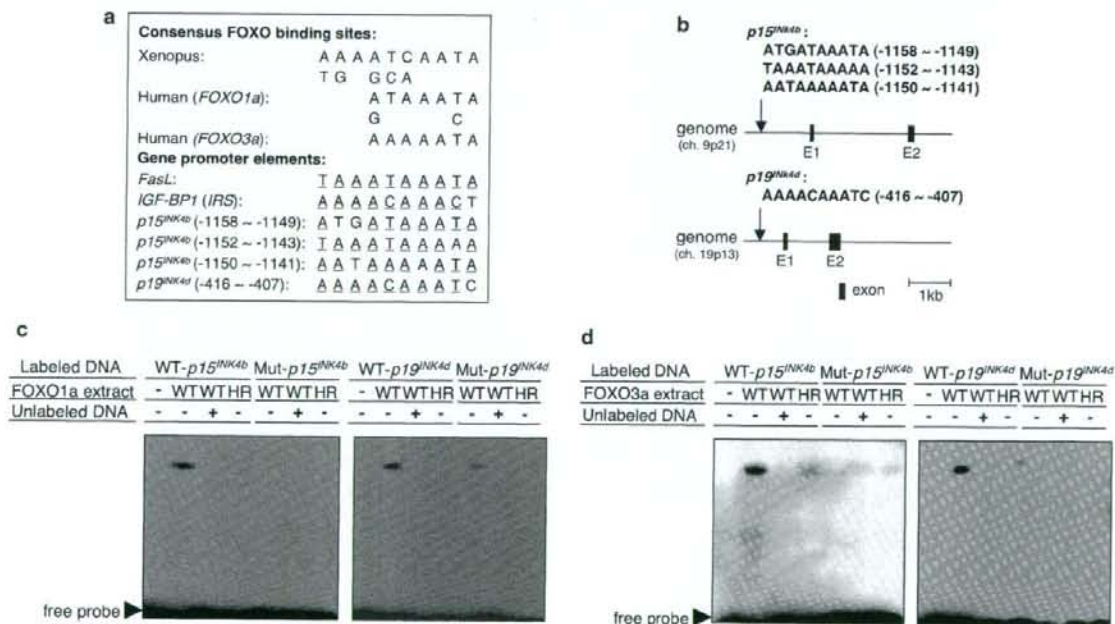 a
Consensus FOXO binding sites:
Xenopus: A A A A T C A A T A
T G G C A
Human (FOXO1a): A T A A A T A
G C
Human (FOXO3a) A A A A A T A
Gene promoter elements:
FasL: T A A A T A A A T A
IGF-BP1 (IRS) A A A A C A A A C T
p15INK4b (-1158 ~ -1149): A T G A T A A A T A
p15INK4b (-1152 ~ -1143): T A A A T A A A A A
p15INK4b (-1150 ~ -1141): A A T A A A A A T A
p19INK4d (-416 ~ -407): A A A A C A A A T C
b
p15INK4b:
ATGATAAATA (-1158 ~ -1149)
TAAATAAAAA (-1152 ~ -1143)
AATAAAAATA (-1150 ~ -1141)
genome
(ch. 9p21)
E1 E2
p19INk4d:
AAAACAAATC (-416 ~ -407)
genome
(ch. 19p13)
E1 E2
exon 1kb
c
Labeled DNA WT-p15INK4b Mut-p15INK4b WT-p19INK4d Mut-p19INK4d
FOXO1a extract - WT WT HR WT WT HR - WT WT HR WT WT HR
Unlabeled DNA - - + - - + - - - + - - + -
free probe
d
Labeled DNA WT-p15INK4b Mut-p15INK4b WT-p19INK4d Mut-p19INK4d
FOXO3a extract - WT WT HR WT WT HR - WT WT HR WT WT HR
Unlabeled DNA - - + - - + - - - + - - + -
free probe